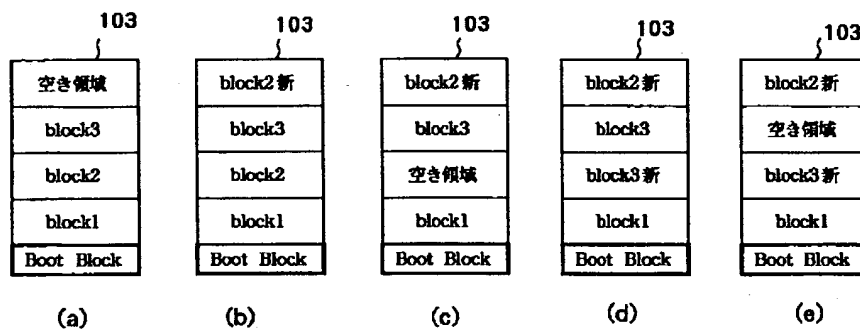 103
空き領域
block3
block2
block1
Boot Block
(a)
103
block2新
block3
block2
block1
Boot Block
(b)
103
block2新
block3
空き領域
block1
Boot Block
(c)
103
block2新
block3
block3新
block1
Boot Block
(d)
103
block2新
空き領域
block3新
block1
Boot Block
(e)